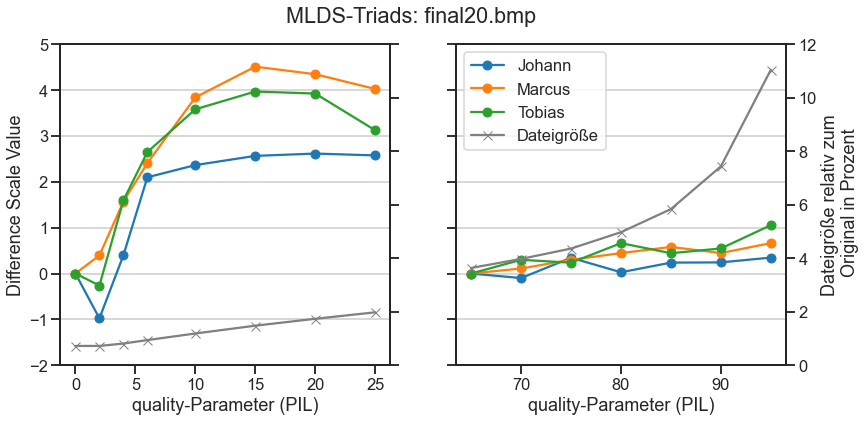 MLDS-Triads: final20.bmp
Difference Scale Value
5
4
3
2
1
0
−1
−2
0 5 10 15 20 25
quality-Parameter (PIL)
Johann
Marcus
Tobias
Dateigröße
70 80 90
quality-Parameter (PIL)
12
10
8
6
4
2
0
Dateigröße relativ zum
Original in Prozent